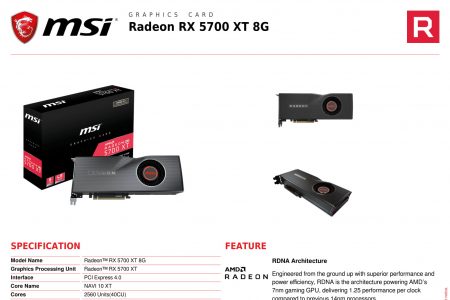 msi
GRAPHICS CARD
Radeon RX 5700 XT 8G
R
msi
5700 XT
SPECIFICATION
Model Name Radeon™ RX 5700 XT 8G
Graphics Processing Unit Radeon™ RX 5700 XT
Interface PCI Express 4.0
Core Name NAVI 10 XT
Cores 2560 Units(40CU)
FEATURE
AMD
RADEON
RDNA Architecture
Engineered from the ground up with superior performance and
power efficiency, RDNA is the architecture powering AMD's
7nm gaming GPU, delivering 1.25 performance per clock
compared to previous 14nm processors.